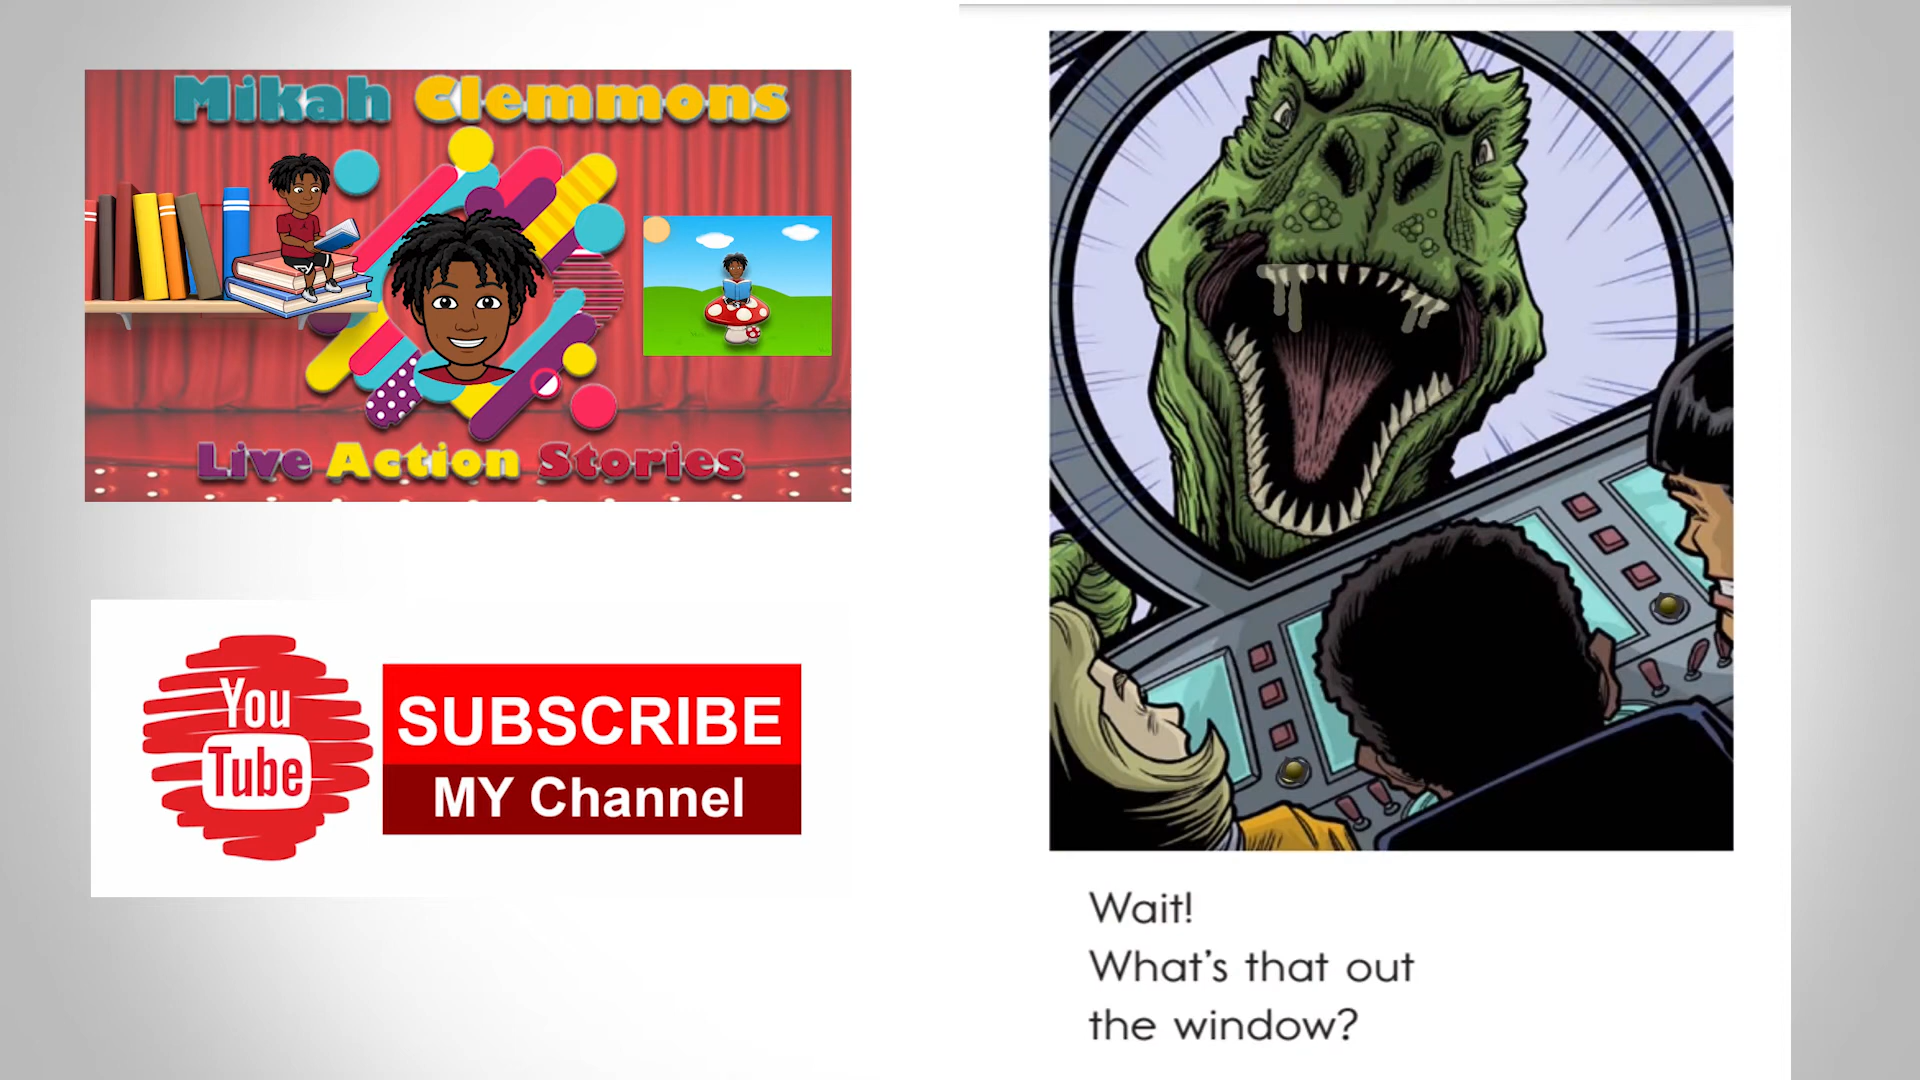 Mikah Clemmons
Live Action Stories
You
Tube
SUBSCRIBE
MY Channel
Wait!
What's that out
the window?